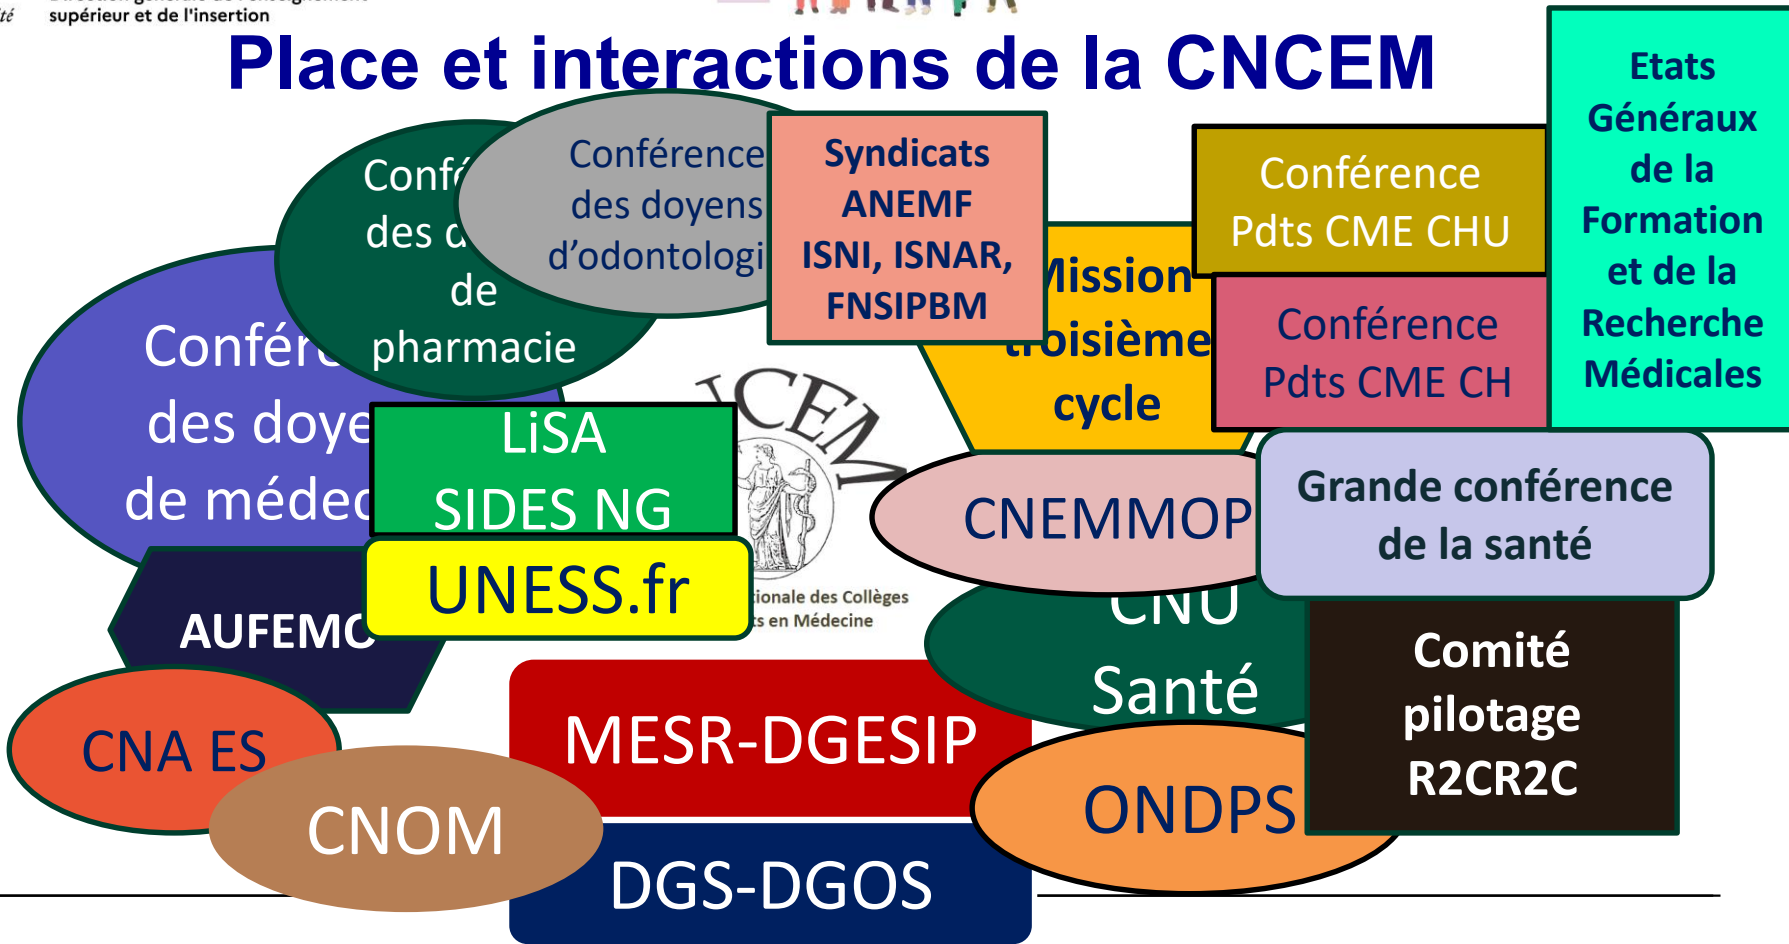 supérieur et de l'insertion
Place et interactions de la CNCEM
Etats
Généraux
de la
Formation
et de la
Recherche
Médicales
Conférence
des doyens
d'odontologi
Syndicats
ANEMF
ISNI, ISNAR,
FNSIPBM
Conférence
Pdts CME CHU
Conf
des d
de
pharmacie
Mission
troisième
cycle
Conférence
Pdts CME CH
Confér
des doye
de médec
LiSA
SIDES NG
UNESS.fr
CEM
ionale des Collèges
ts en Médecine
CNEMMOP
Grande conférence
de la santé
CNU
Santé
Comité
pilotage
R2CR2C
AUFEMO
CNA ES
CNOM
MESR-DGESIP
DGS-DGOS
ONDPS